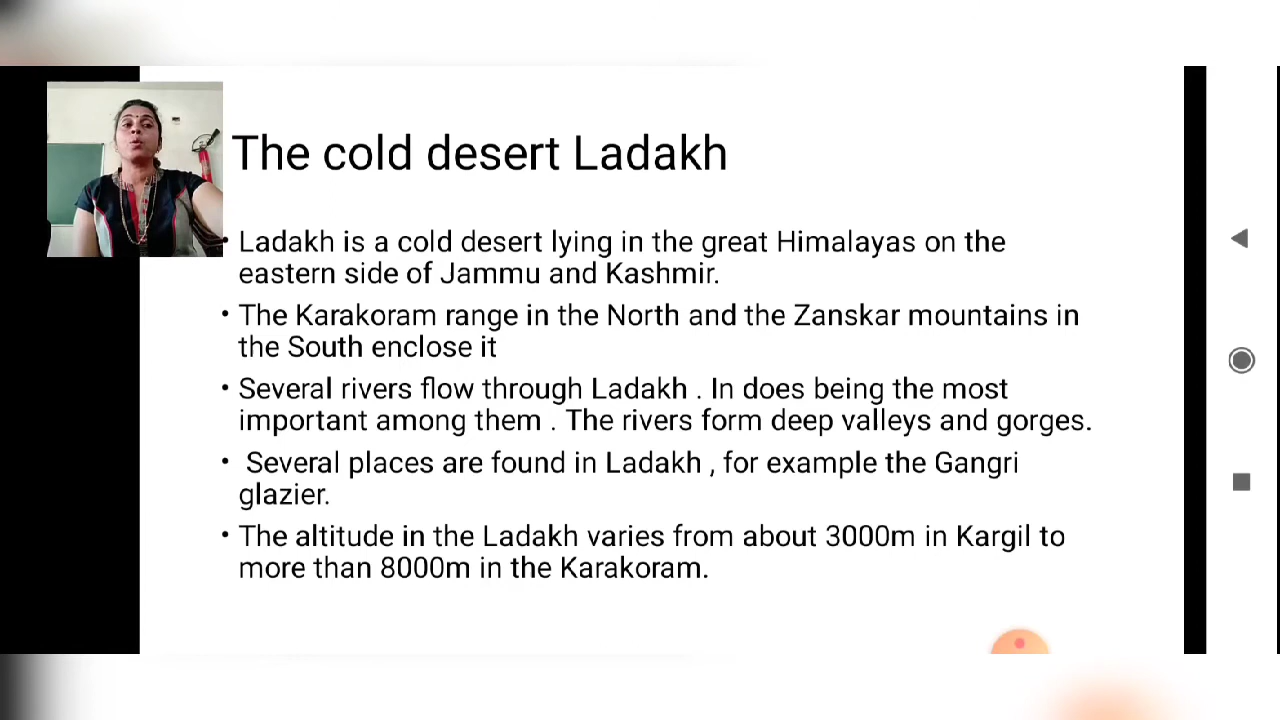 The cold desert Ladakh
• Ladakh is a cold desert lying in the great Himalayas on the
eastern side of Jammu and Kashmir.
• The Karakoram range in the North and the Zanskar mountains in
the South enclose it
• Several rivers flow through Ladakh . In does being the most
important among them . The rivers form deep valleys and gorges.
• Several places are found in Ladakh , for example the Gangri
glazier.
• The altitude in the Ladakh varies from about 3000m in Kargil to
more than 8000m in the Karakoram.